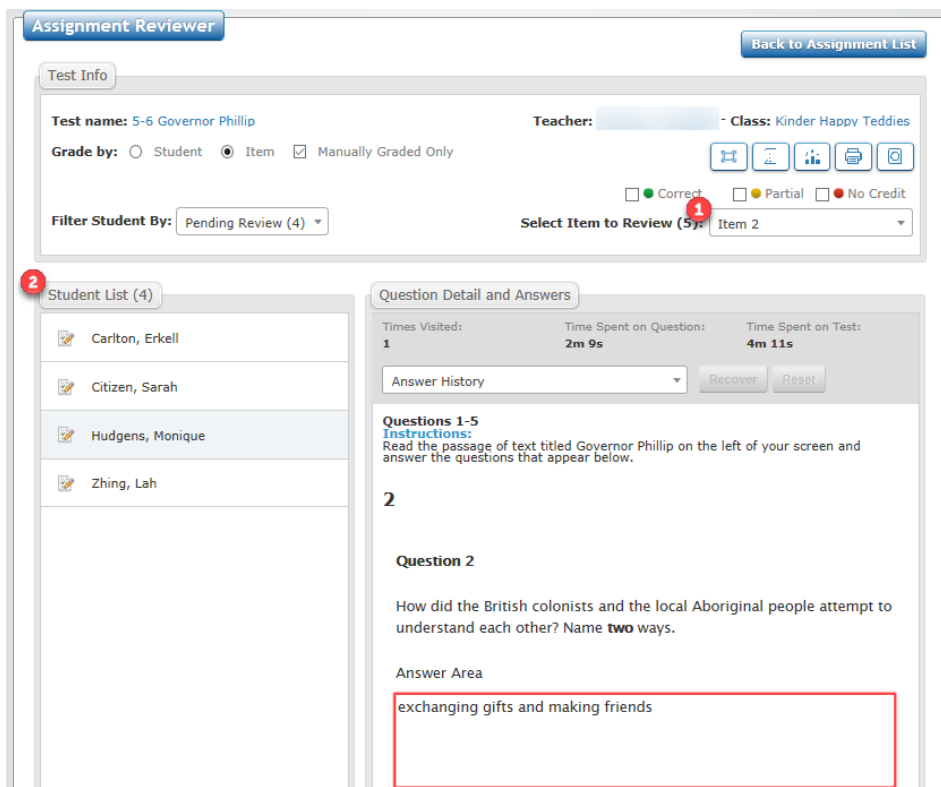 Assignment Reviewer
Back to Assignment List
Test Info
Test name: 5-6 Governor Phillip
Teacher: - Class: Kinder Happy Teddies
Grade by: Student Item Manually Graded Only
Correct Partial No Credit
Filter Student By: Pending Review (4)
Select Item to Review (5): Item 2
1
2
Student List (4)
Carlton, Erkell
Citizen, Sarah
Hudgens, Monique
Zhing, Lah
Question Detail and Answers
Times Visited: Time Spent on Question: Time Spent on Test:
1 2m 9s 4m 11s
Answer History Recover Reset
Questions 1-5
Instructions:
Read the passage of text titled Governor Phillip on the left of your screen and
answer the questions that appear below.
2
Question 2
How did the British colonists and the local Aboriginal people attempt to
understand each other? Name two ways.
Answer Area
exchanging gifts and making friends